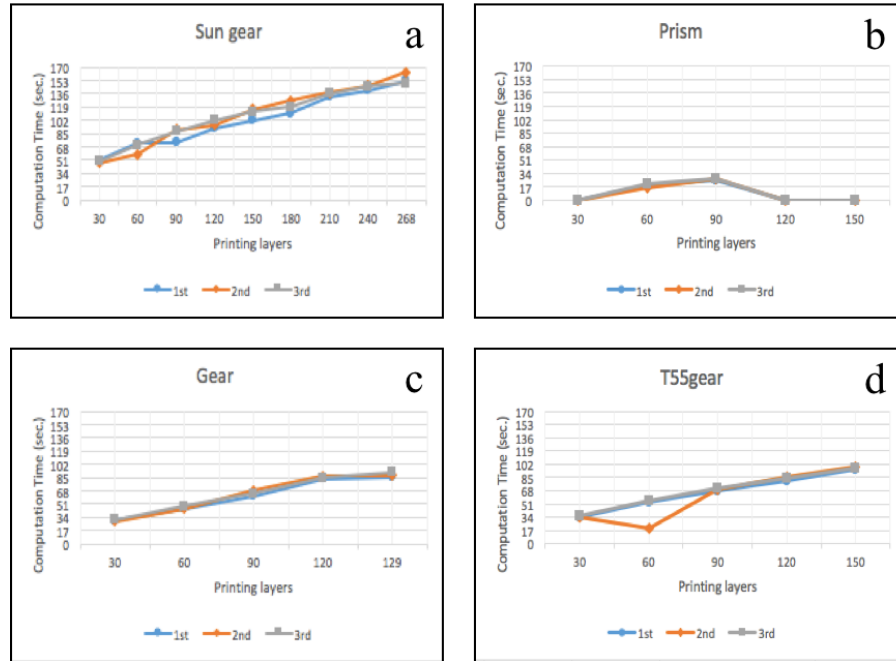 Sun gear
a
Computation Time (sec.)
170
153
136
119
102
85
68
51
34
17
0
30 60 90 120 150 180 210 240 268
Printing layers
1st 2nd 3rd
Prism
b
Computation Time (sec.)
170
153
136
119
102
85
68
51
34
17
0
30 60 90 120 150
Printing layers
1st 2nd 3rd
Gear
c
Computation Time (sec.)
170
153
136
119
102
85
68
51
34
17
0
30 60 90 120 129
Printing layers
1st 2nd 3rd
T55gear
d
Computation Time (sec.)
170
153
136
119
102
85
68
51
34
17
0
30 60 90 120 150
Printing layers
1st 2nd 3rd